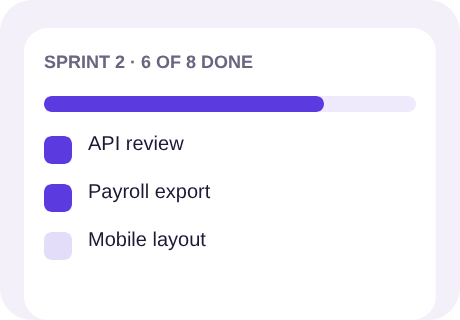 SPRINT 2 · 6 OF 8 DONE
API review
Payroll export
Mobile layout